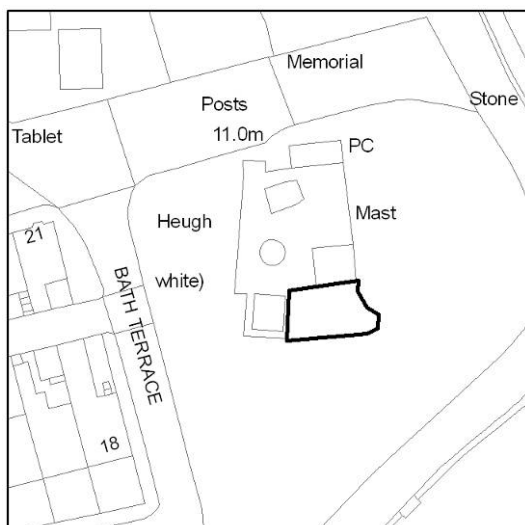 Memorial
Posts
Stone
11.0m
Tablet
PC
Mast
Heugh
21
white)
BATH TERRACE
18